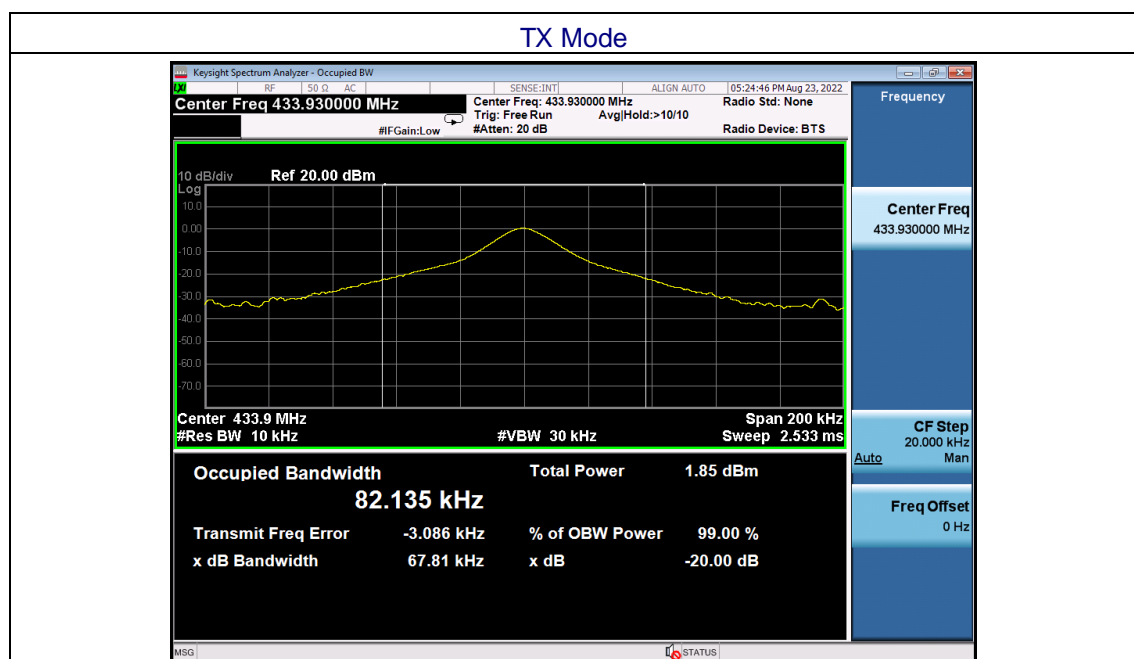 TX Mode
Keysight Spectrum Analyzer - Occupied BW
LXI RF 50 Ω AC SENSE:INT ALIGN AUTO 05:24:46 PM Aug 23, 2022
Center Freq 433.930000 MHz Center Freq: 433.930000 MHz Radio Std: None
Trig: Free Run Avg|Hold:>10/10
#IFGain:Low #Atten: 20 dB Radio Device: BTS
10 dB/div Ref 20.00 dBm
Log
10.0
0.00
-10.0
-20.0
-30.0
-40.0
-50.0
-60.0
-70.0
Center 433.9 MHz Span 200 kHz
#Res BW 10 kHz #VBW 30 kHz Sweep 2.533 ms
Occupied Bandwidth Total Power 1.85 dBm
82.135 kHz
Transmit Freq Error -3.086 kHz % of OBW Power 99.00 %
x dB Bandwidth 67.81 kHz x dB -20.00 dB
MSG STATUS
Frequency
Center Freq
433.930000 MHz
CF Step
20.000 kHz
Auto Man
Freq Offset
0 Hz